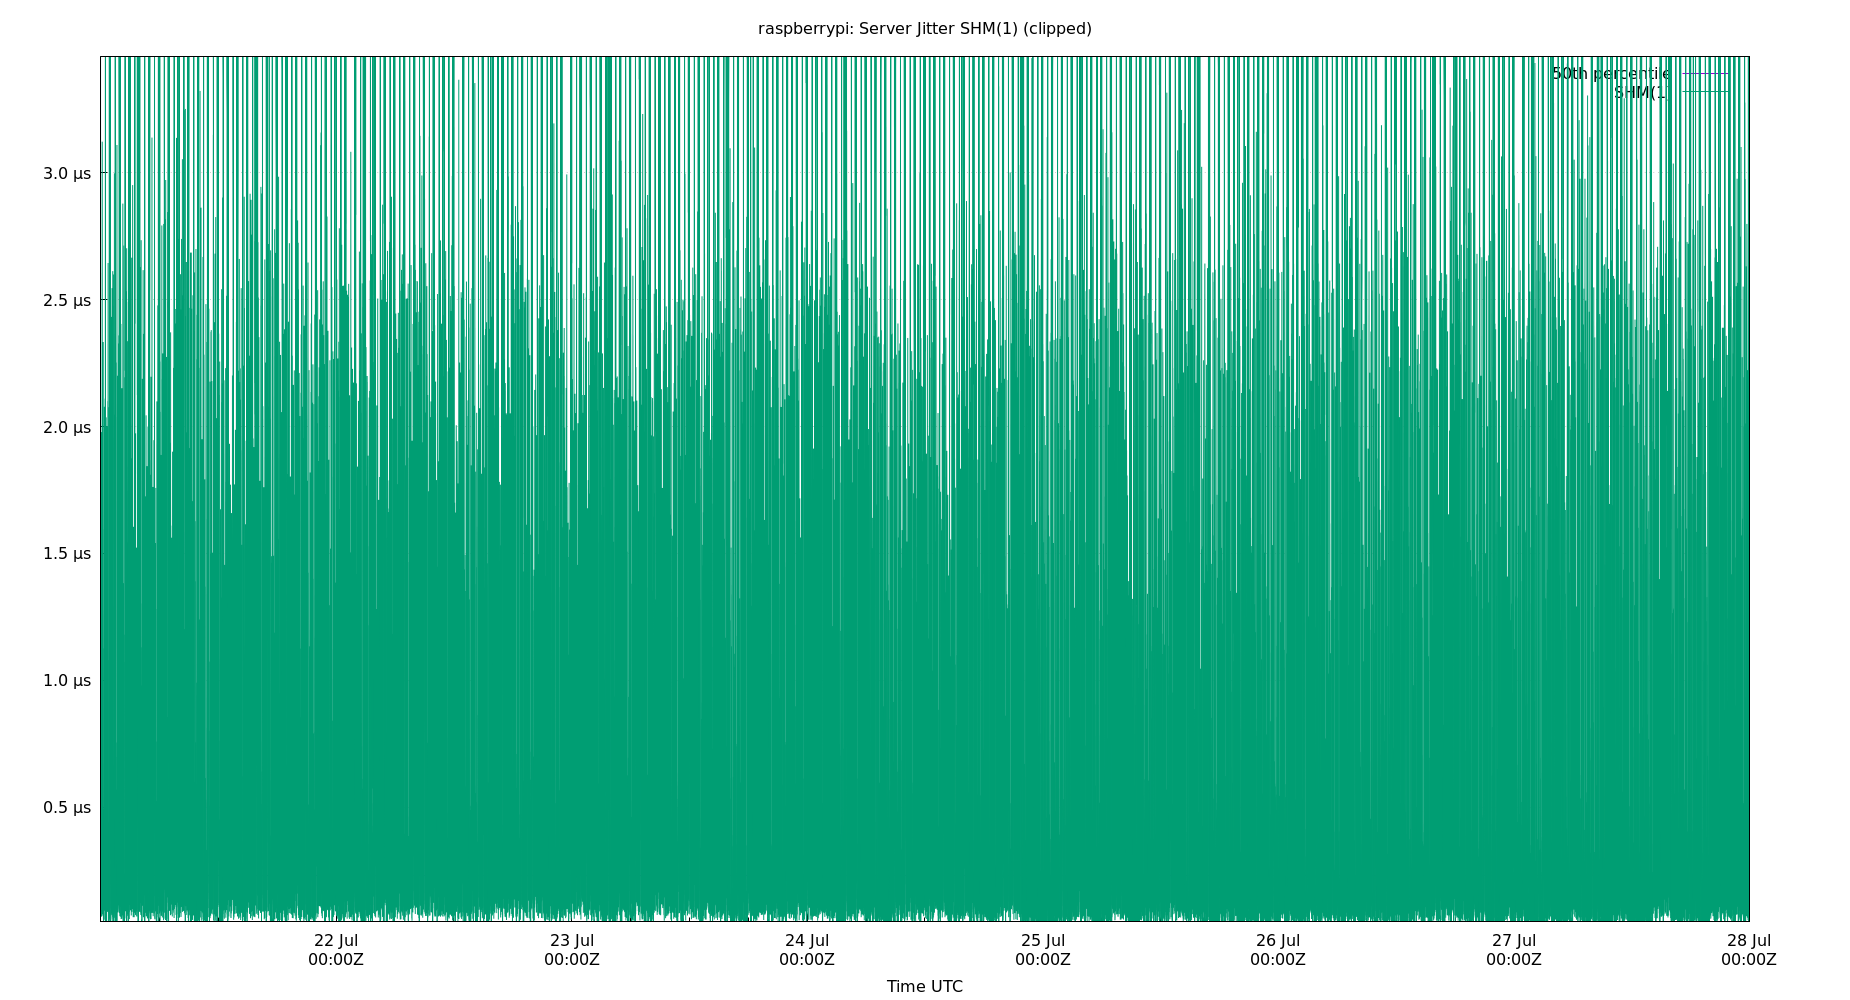 raspberrypi: Server Jitter SHM(1) (clipped)
50th percentile
SHM(1)
3.0 µs
2.5 µs
2.0 µs
1.5 µs
1.0 µs
0.5 µs
22 Jul
00:00Z
23 Jul
00:00Z
24 Jul
00:00Z
25 Jul
00:00Z
26 Jul
00:00Z
27 Jul
00:00Z
28 Jul
00:00Z
Time UTC